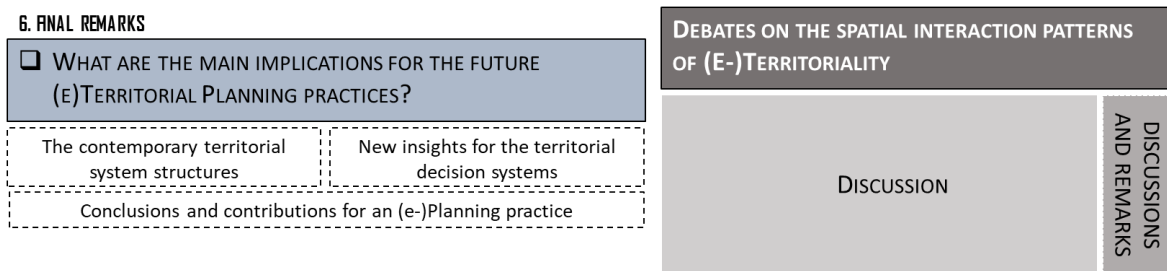 6. FINAL REMARKS
❑ WHAT ARE THE MAIN IMPLICATIONS FOR THE FUTURE
(E)TERRITORIAL PLANNING PRACTICES?
The contemporary territorial
system structures
New insights for the territorial
decision systems
Conclusions and contributions for an (e-)Planning practice
DEBATES ON THE SPATIAL INTERACTION PATTERNS
OF (E-)TERRITORIALITY
DISCUSSION
DISCUSSIONS
AND REMARKS